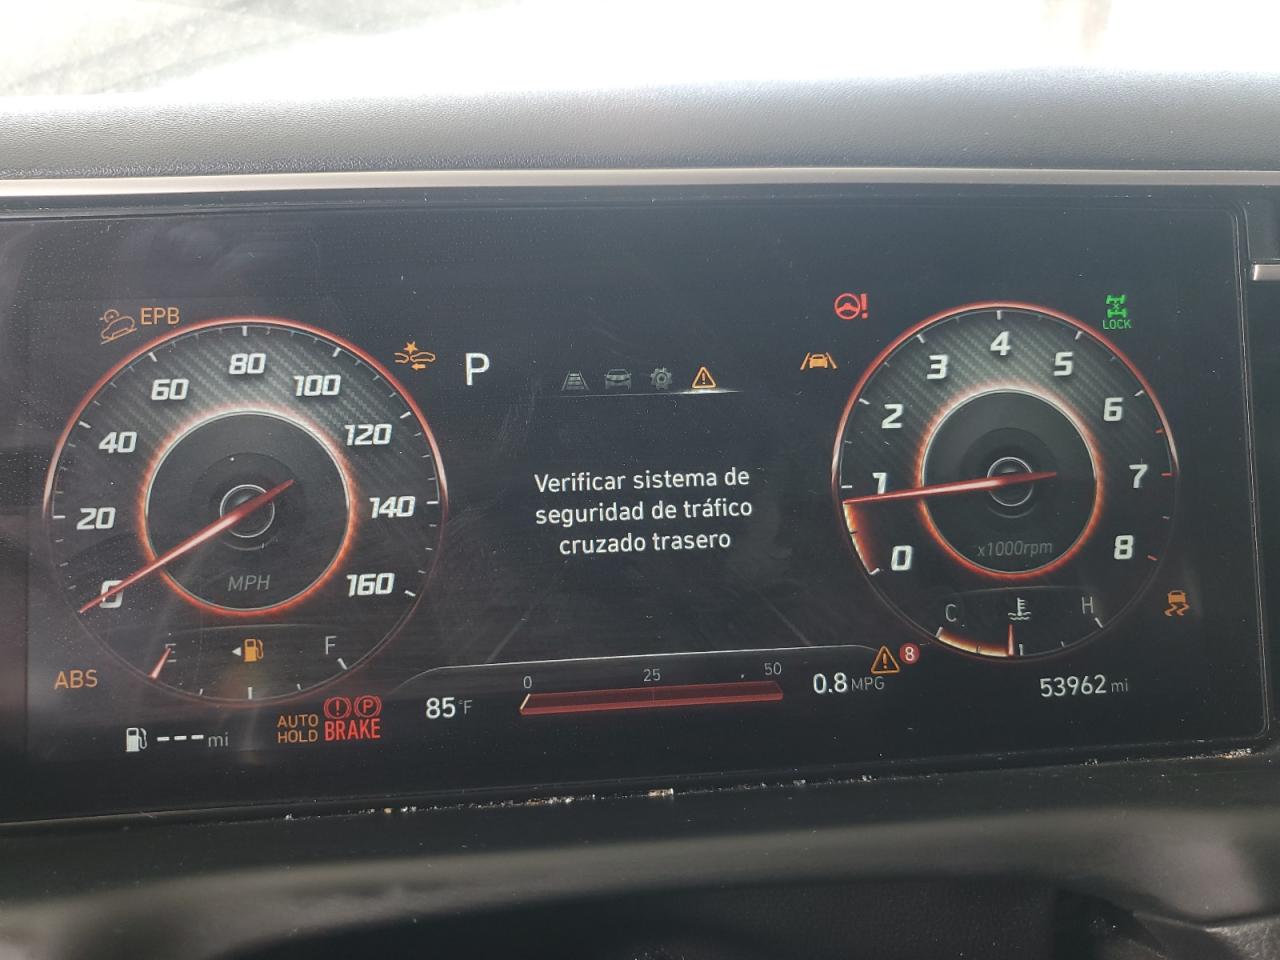 EPB
P
LOCK
80
60
100
40
120
20
140
0
160
MPH
E
F
ABS
AUTO
HOLD
P
BRAKE
--- mi
Verificar sistema de
seguridad de tráfico
cruzado trasero
85°F
0
25
50
0.8 MPG
8
4
3
5
2
6
1
7
0
8
x1000rpm
C
H
53962 mi